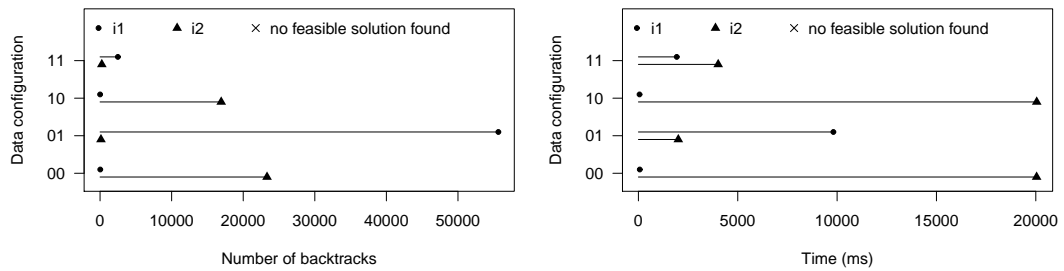 i1 i2 no feasible solution found
Data configuration
11
10
01
00
0 10000 20000 30000 40000 50000
Number of backtracks
i1 i2 no feasible solution found
Data configuration
11
10
01
00
0 5000 10000 15000 20000
Time (ms)